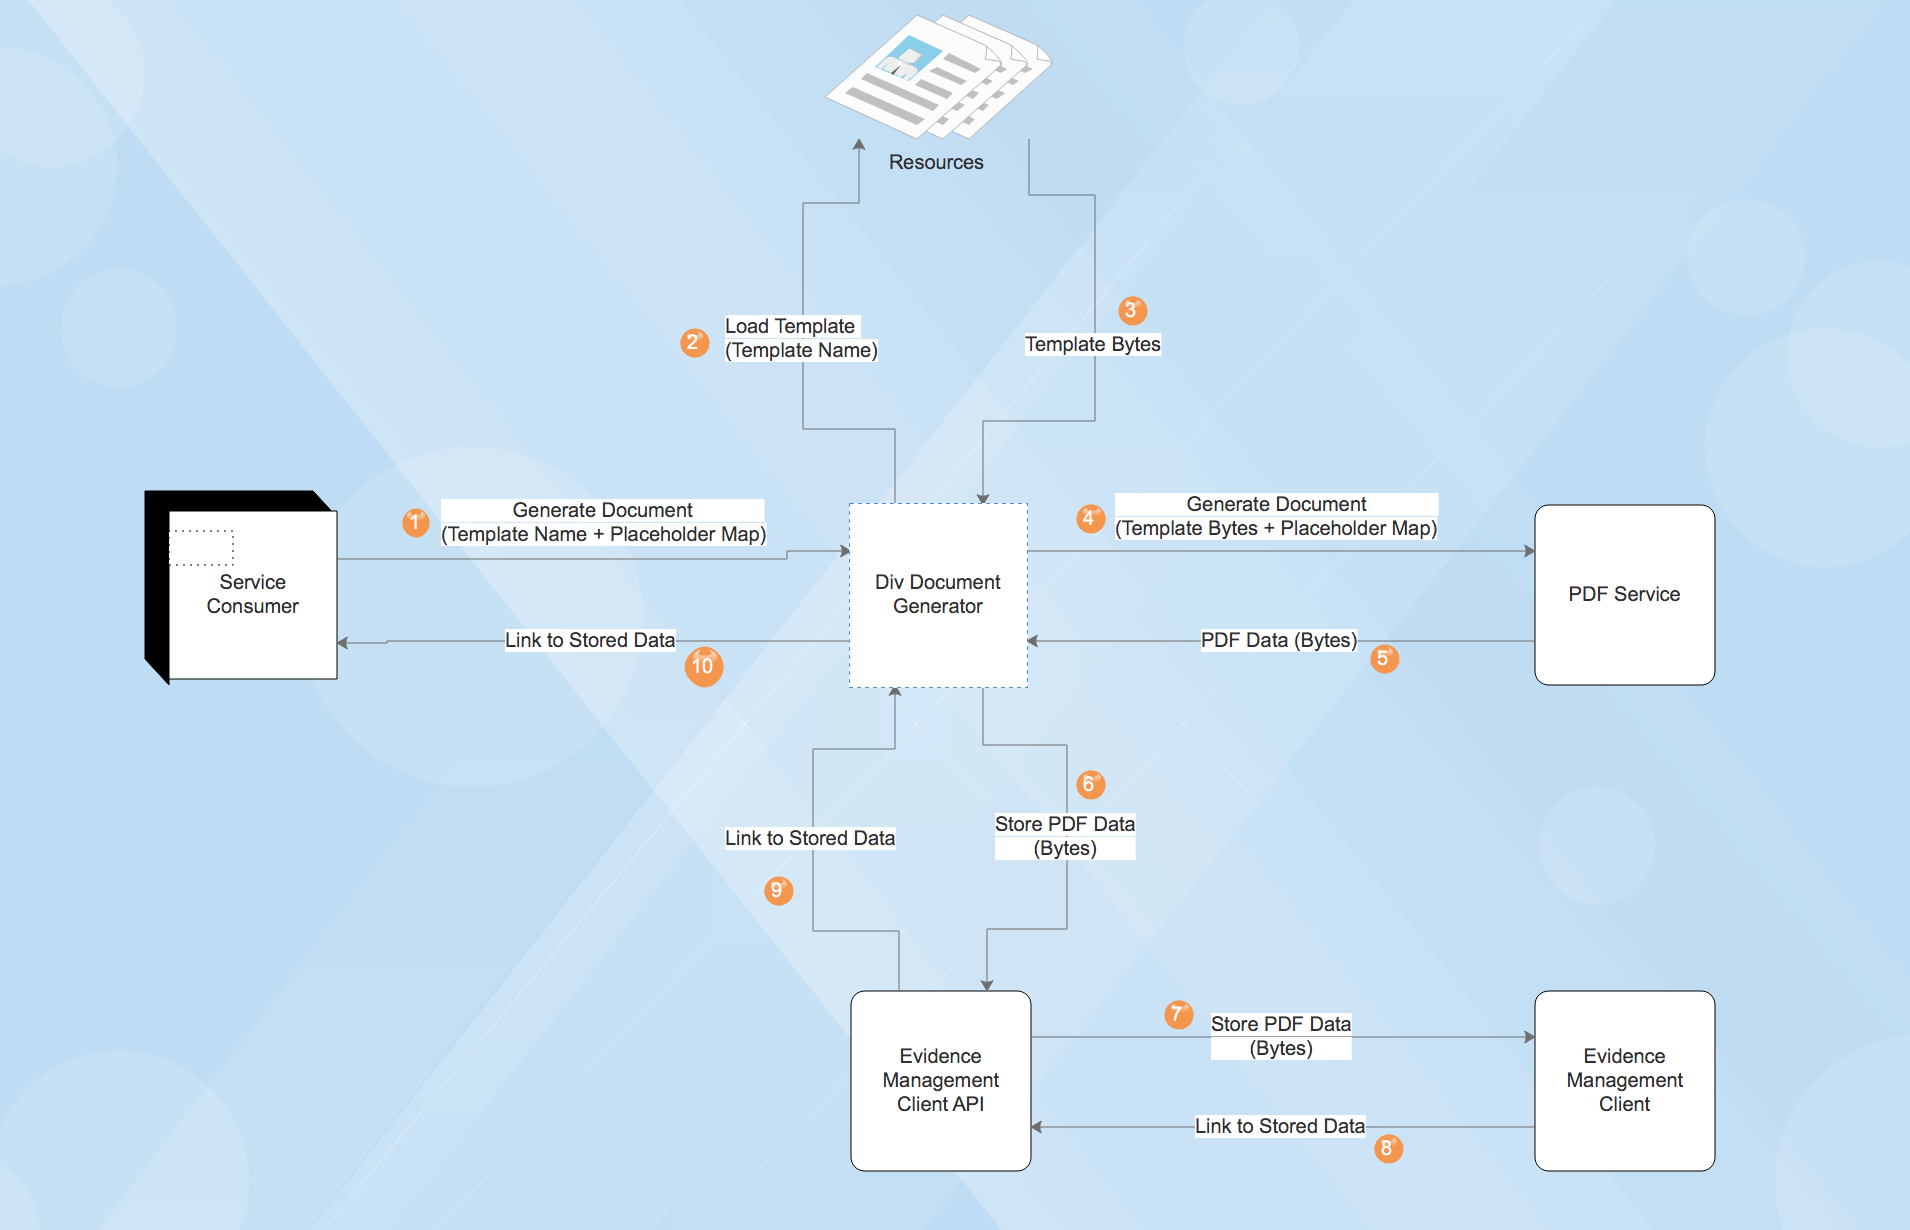 Resources
2
Load Template
(Template Name)
3
Template Bytes
1
Generate Document
(Template Name + Placeholder Map)
4
Generate Document
(Template Bytes + Placeholder Map)
Service
Consumer
Div Document
Generator
PDF Service
Link to Stored Data
10
PDF Data (Bytes)
5
6
Store PDF Data
(Bytes)
Link to Stored Data
9
Evidence
Management
Client API
7
Store PDF Data
(Bytes)
Evidence
Management
Client
Link to Stored Data
8